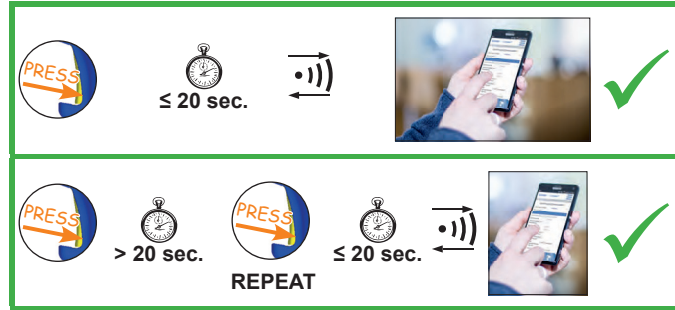 PRESS
≤ 20 sec.
PRESS
> 20 sec.
PRESS
REPEAT
≤ 20 sec.